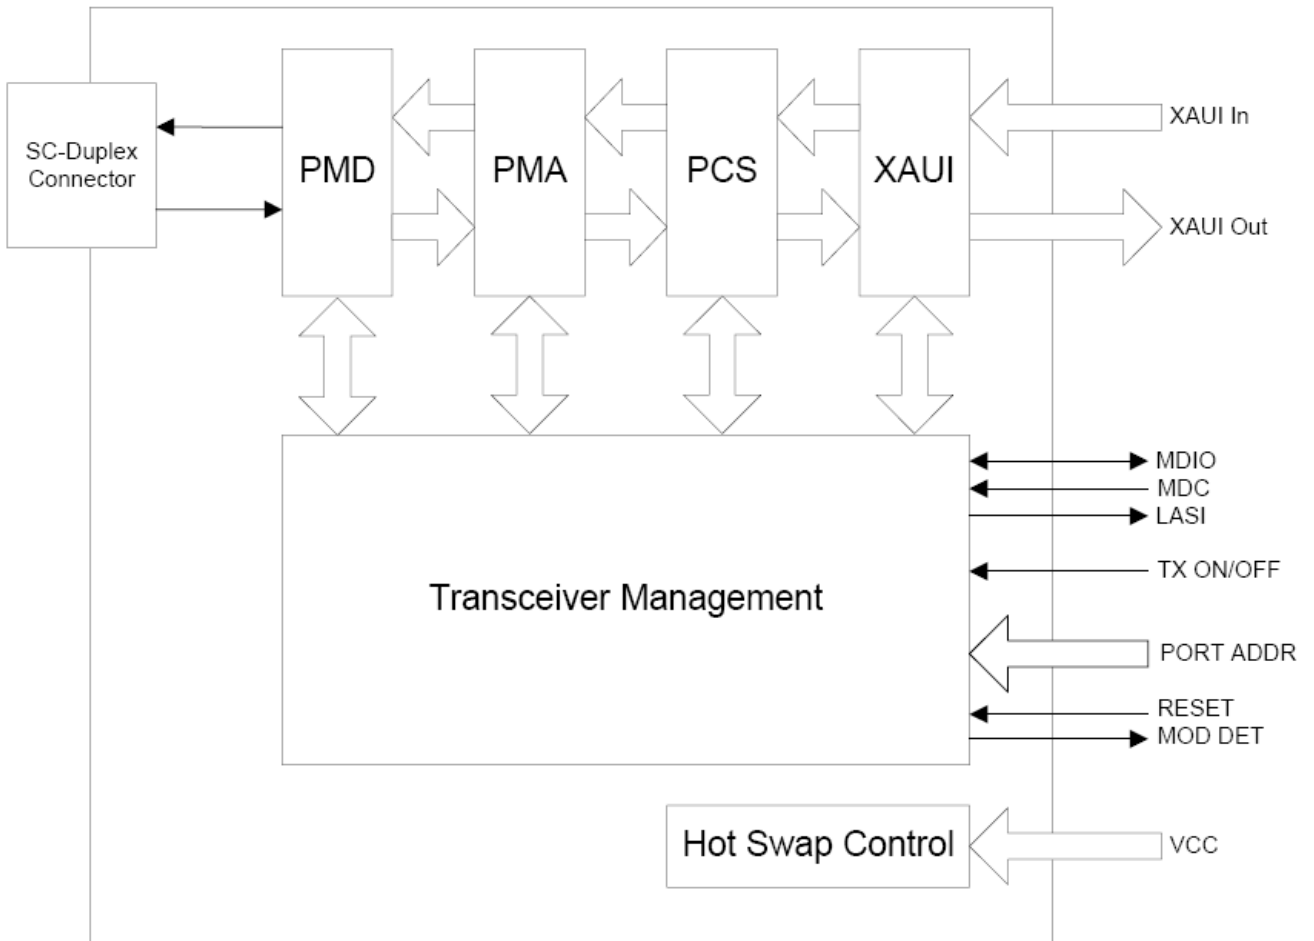 SC-Duplex
Connector
PMD
PMA
PCS
XAUI
XAUI In
XAUI Out
Transceiver Management
MDIO
MDC
LASI
TX ON/OFF
PORT ADDR
RESET
MOD DET
Hot Swap Control
VCC